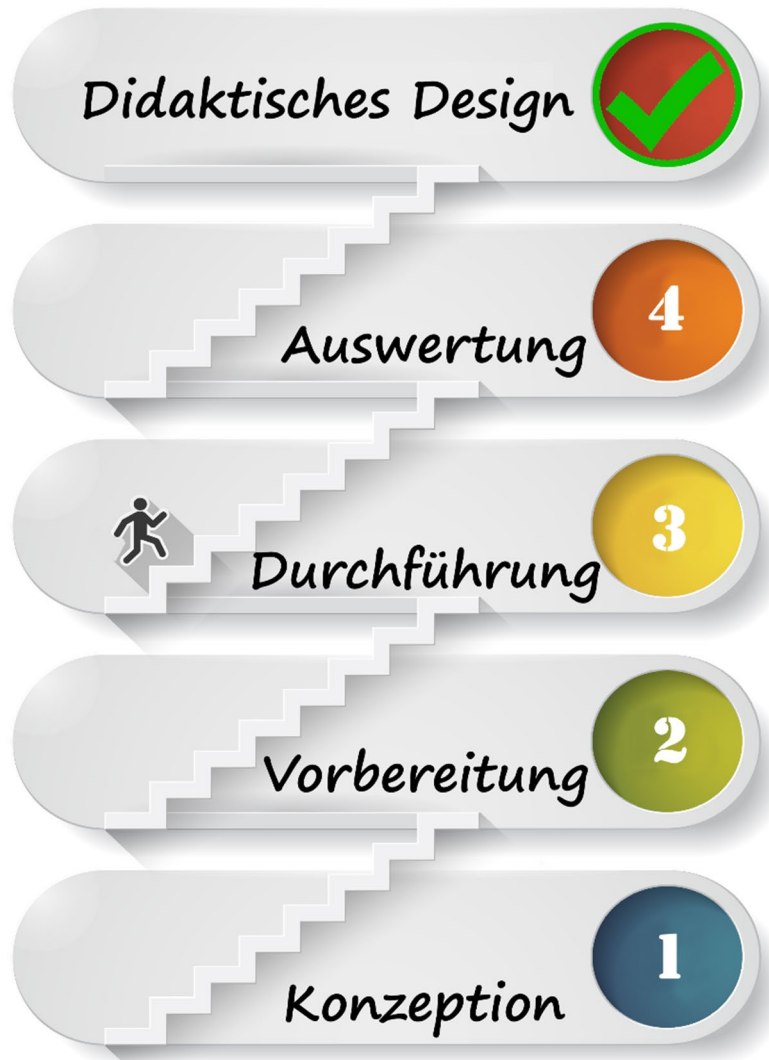 Didaktisches Design
Auswertung
4
Durchführung
3
Vorbereitung
2
Konzeption
1